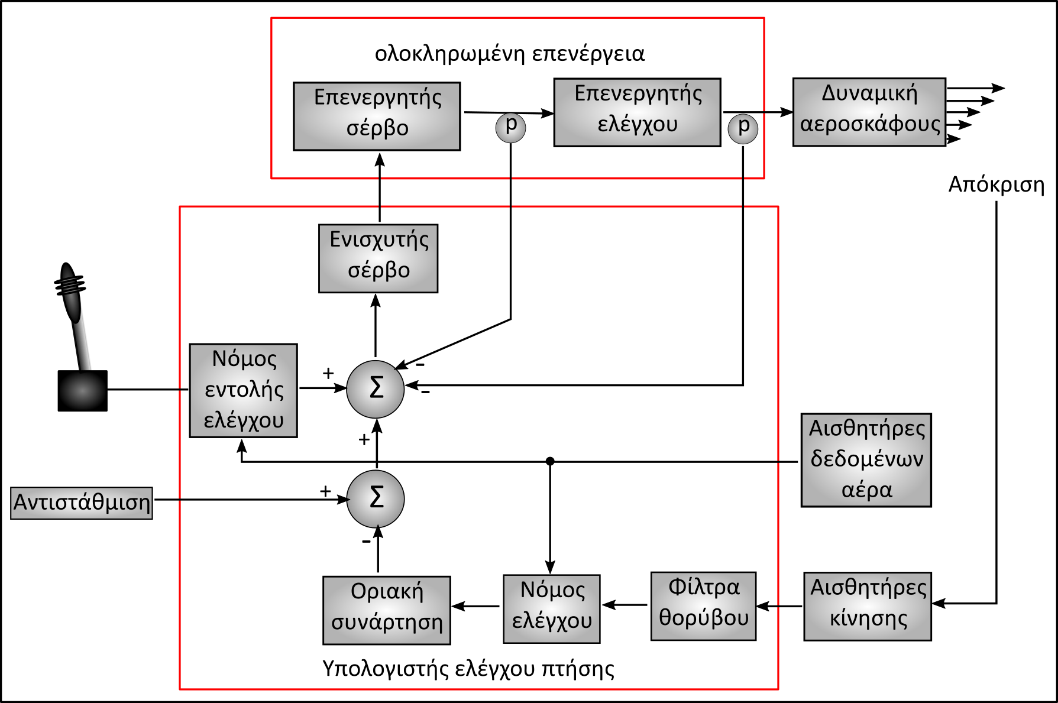 ολοκληρωμένη επενέργεια
Επενεργητής
σέρβο
p
Επενεργητής
ελέγχου
p
Δυναμική
αεροσκάφους
Απόκριση
Ενισχυτής
σέρβο
Νόμος
εντολής
ελέγχου
+
Σ
-
-
+
Αισθητήρες
δεδομένων
αέρα
Αντιστάθμιση
+
Σ
-
Οριακή
συνάρτηση
Νόμος
ελέγχου
Φίλτρα
θορύβου
Αισθητήρες
κίνησης
Υπολογιστής ελέγχου πτήσης